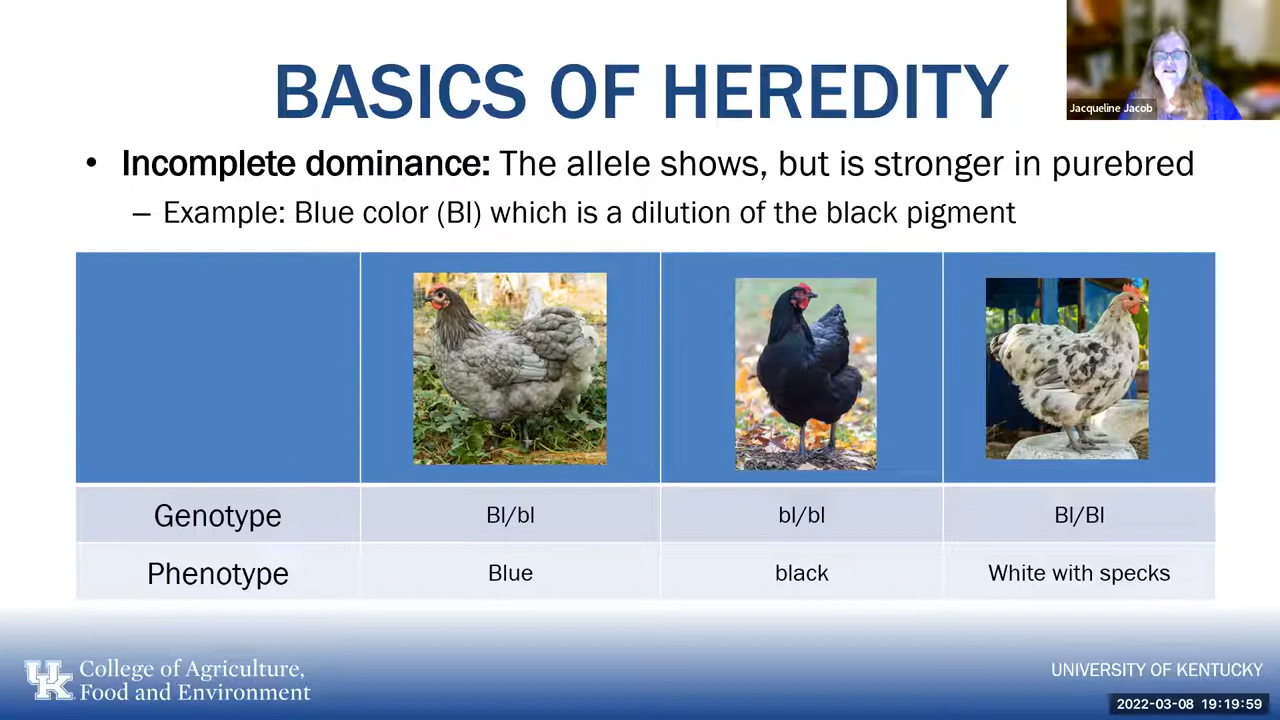 BASICS OF HEREDITY
Jacqueline Jacob
• Incomplete dominance: The allele shows, but is stronger in purebred
– Example: Blue color (Bl) which is a dilution of the black pigment
Genotype Bl/bl bl/bl Bl/Bl
Phenotype Blue black White with specks
UK College of Agriculture,
Food and Environment
UNIVERSITY OF KENTUCKY
2022-03-08 19:19:59